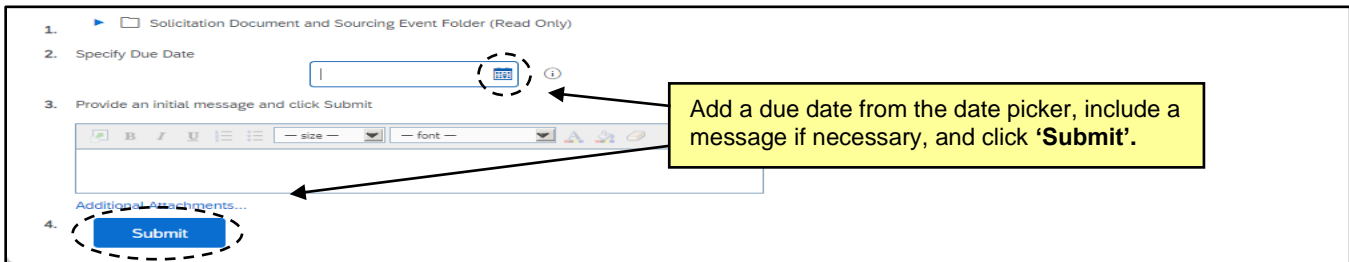 1. Solicitation Document and Sourcing Event Folder (Read Only)
2. Specify Due Date
3. Provide an initial message and click Submit
B I U — size — — font — A
Add a due date from the date picker, include a
message if necessary, and click ‘Submit’.
Additional Attachments...
4. Submit